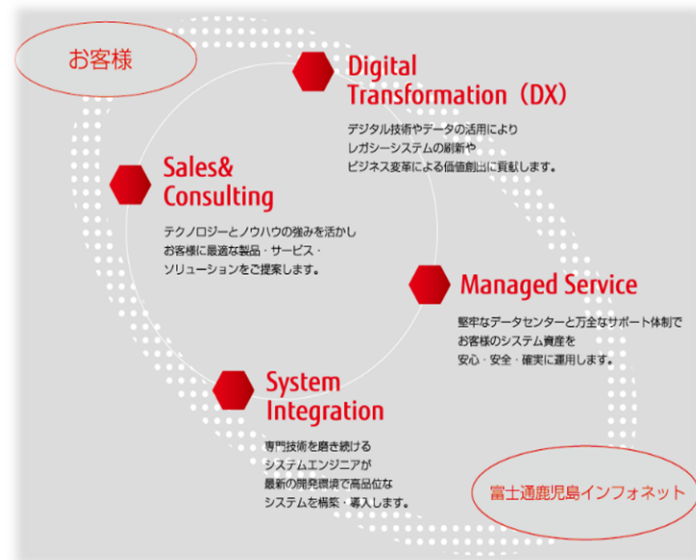 お客様
Digital
Transformation（DX）
デジタル技術やデータの活用により
レガシーシステムの刷新や
ビジネス変革による価値創出に貢献します。
Sales&
Consulting
テクノロジーとノウハウの強みを活かし
お客様に最適な製品・サービス・
ソリューションをご提案します。
Managed Service
堅牢なデータセンターと万全なサポート体制で
お客様のシステム資産を
安心・安全・確実に運用します。
System
Integration
専門技術を磨き続ける
システムエンジニアが
最新の開発環境で高品位な
システムを構築・導入します。
富士通鹿児島インフォネット